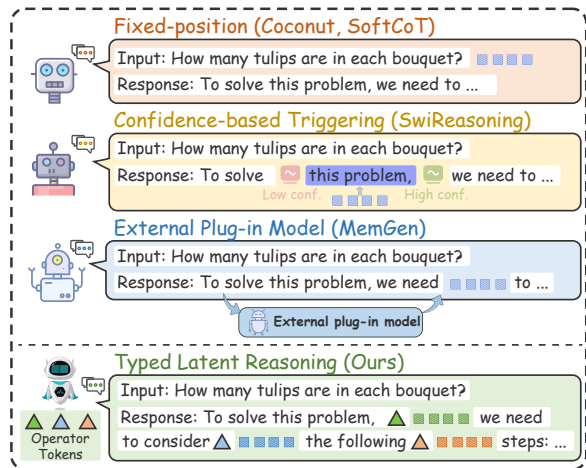 Fixed-position (Coconut, SoftCoT)
Input: How many tulips are in each bouquet?
Response: To solve this problem, we need to ...
Confidence-based Triggering (SwiReasoning)
Input: How many tulips are in each bouquet?
Response: To solve this problem, we need to ...
Low conf. High conf.
External Plug-in Model (MemGen)
Input: How many tulips are in each bouquet?
Response: To solve this problem, we need to ...
External plug-in model
Typed Latent Reasoning (Ours)
Input: How many tulips are in each bouquet?
Response: To solve this problem, we need
to consider the following steps: ...
Operator
Tokens